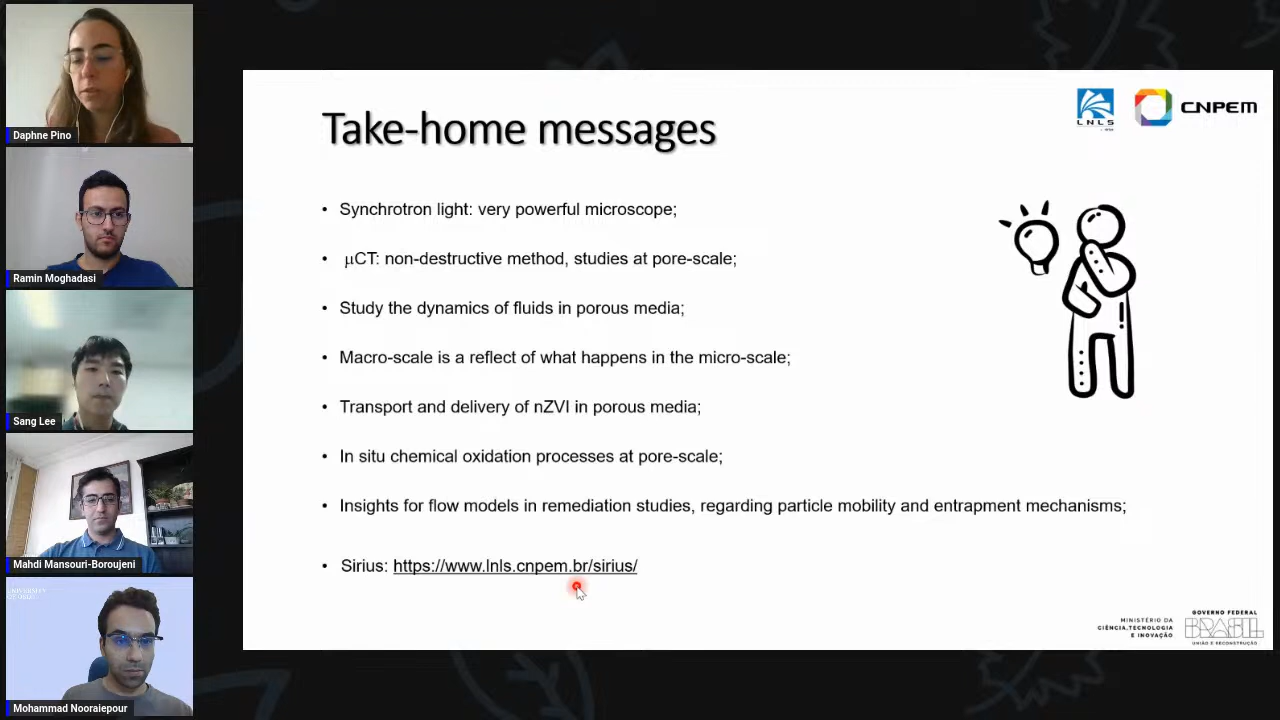 Daphne Pino
Ramin Moghadasi
Sang Lee
Mahdi Mansouri-Boroujeni
UNIVERSITY
OF OSLO
Mohammad Nooraiepour
LNLS
CNPEM
Take-home messages
• Synchrotron light: very powerful microscope;
• μCT: non-destructive method, studies at pore-scale;
• Study the dynamics of fluids in porous media;
• Macro-scale is a reflect of what happens in the micro-scale;
• Transport and delivery of nZVI in porous media;
• In situ chemical oxidation processes at pore-scale;
• Insights for flow models in remediation studies, regarding particle mobility and entrapment mechanisms;
• Sirius: https://www.lnls.cnpem.br/sirius/
MINISTÉRIO DA
CIÊNCIA, TECNOLOGIA
E INOVAÇÃO
GOVERNO FEDERAL
BRASIL
UNIÃO E RECONSTRUÇÃO